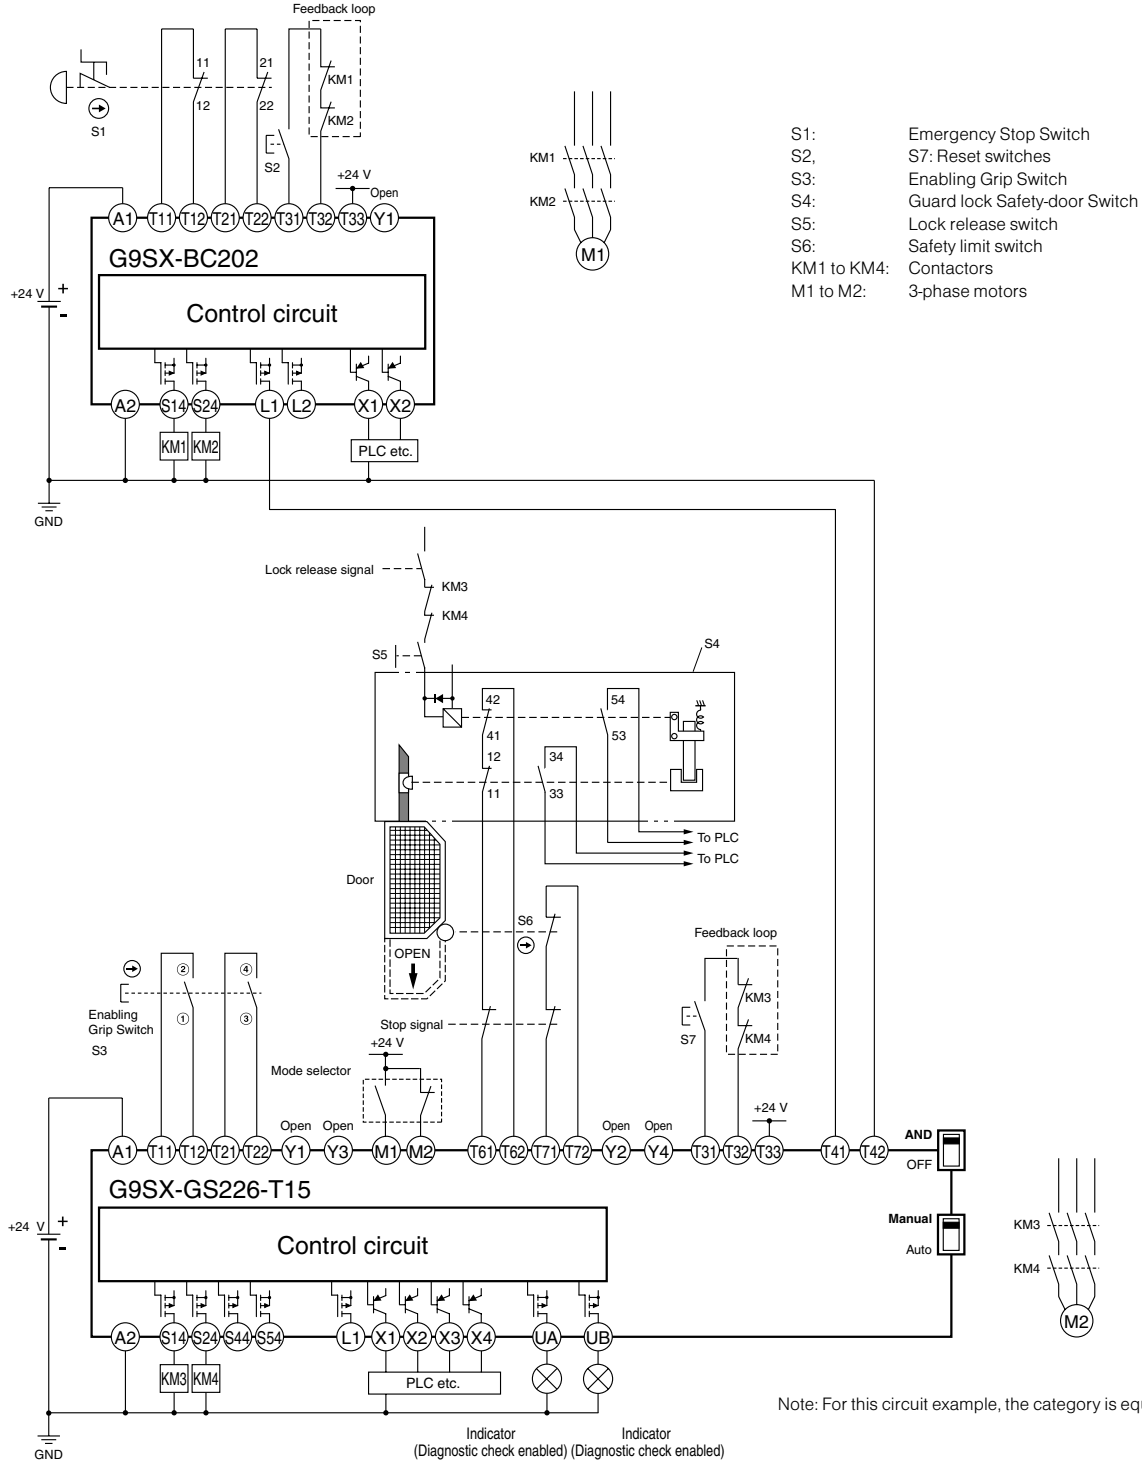 Feedback loop
11
21
KM1
12
22
KM2
S1
S2
+24 V
Open
A1
T11
T12
T21
T22
T31
T32
T33
Y1
G9SX-BC202
+24 V
+
-
Control circuit
A2
S14
S24
L1
L2
X1
X2
KM1
KM2
PLC etc.
GND
KM1
KM2
M1
S1: Emergency Stop Switch
S2, S7: Reset switches
S3: Enabling Grip Switch
S4: Guard lock Safety-door Switch
S5: Lock release switch
S6: Safety limit switch
KM1 to KM4: Contactors
M1 to M2: 3-phase motors
Lock release signal
KM3
KM4
S5
S4
42
54
41
53
12
34
11
33
To PLC
To PLC
Door
S6
OPEN
Feedback loop
② ④
KM3
① ③
Enabling
Grip Switch
S3
Stop signal
S7
KM4
+24 V
Mode selector
+24 V
Open
Open
Open
Open
A1
T11
T12
T21
T22
Y1
Y3
M1
M2
T61
T62
T71
T72
Y2
Y4
T31
T32
T33
T41
T42
AND
OFF
G9SX-GS226-T15
Manual
Auto
+24 V
+
-
Control circuit
A2
S14
S24
S44
S54
L1
X1
X2
X3
X4
UA
UB
KM3
KM4
PLC etc.
KM3
KM4
M2
GND
Indicator
(Diagnostic check enabled)
Indicator
(Diagnostic check enabled)
Note: For this circuit example, the category is equ